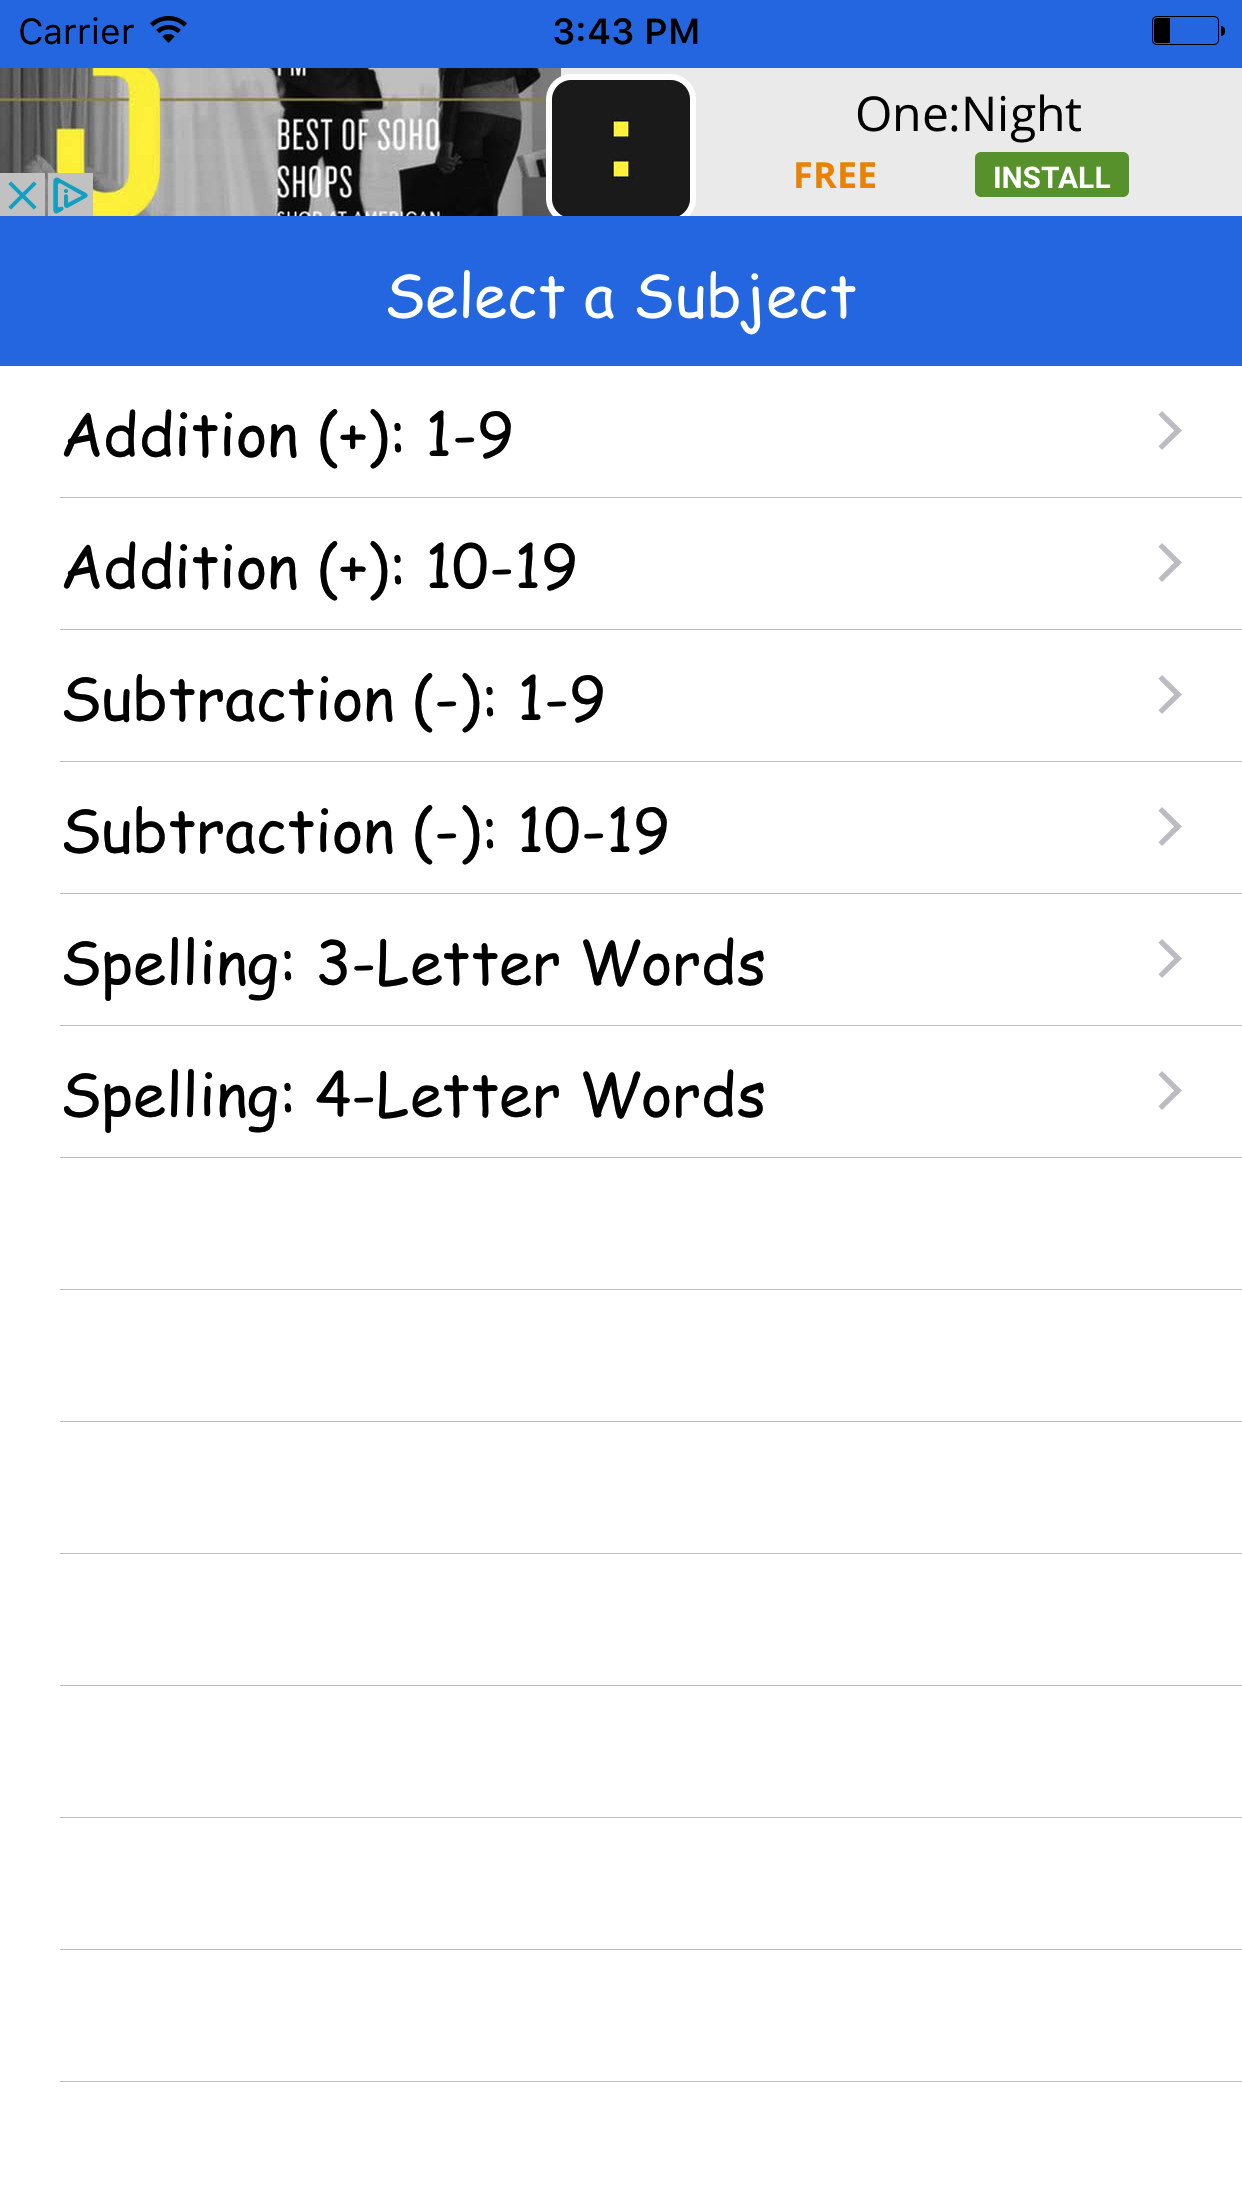 Carrier 3:43 PM
BEST OF SOHO
SHOPS
One:Night
FREE INSTALL
Select a Subject
Addition (+): 1-9
Addition (+): 10-19
Subtraction (-): 1-9
Subtraction (-): 10-19
Spelling: 3-Letter Words
Spelling: 4-Letter Words